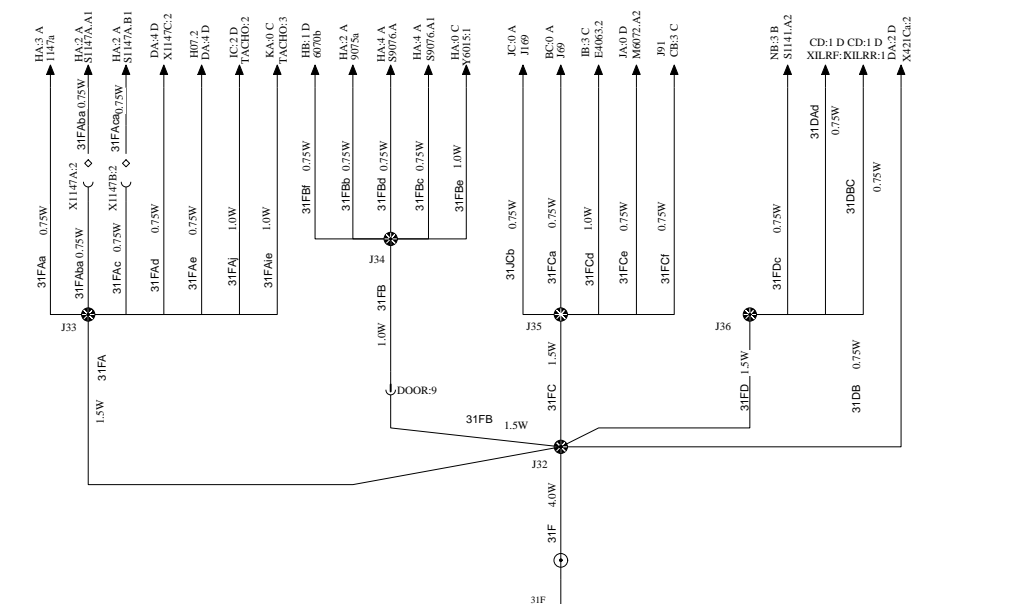 HA:3 A
1147a
HA:2 A
S1147A.A1
HA:2 A
S1147A.B1
DA:4 D
X1147C:2
H07.2
DA:4 D
IC:2 D
TACHO:2
KA:0 C
TACHO:3
HB:1 D
6070b
HA:2 A
9075a
HA:4 A
S9076.A
HA:4 A
S9076.A1
HA:0 C
Y6015:1
JC:0 A
J169
BC:0 A
J69
IB:3 C
E4063.2
JA:0 D
M6072.A2
J91
CB:3 C
NB:3 B
S1141.A2
CD:1 D
XILRF:
CD:1 D
XILRR:1
DA:2 D
X421Ca:2
31FAba 0.75W
31FAca 0.75W
31DAd
0.75W
X1147A:2
X1147B:2
31FAa 0.75W
31FAba 0.75W
31FAc 0.75W
31FAd 0.75W
31FAe 0.75W
31FAj 1.0W
31FAie 1.0W
31FBf 0.75W
31FBb 0.75W
31FBd 0.75W
31FBc 0.75W
31FBe 1.0W
31JCb 0.75W
31FCa 0.75W
31FCd 1.0W
31FCe 0.75W
31FCf 0.75W
31FDc 0.75W
31DBC 0.75W
J34
J33
J35
J36
31FB 1.0W
31FA 1.5W
31FC 1.5W
31FD 1.5W
31DB 0.75W
DOOR:9
31FB 1.5W
J32
31F 4.0W
31F